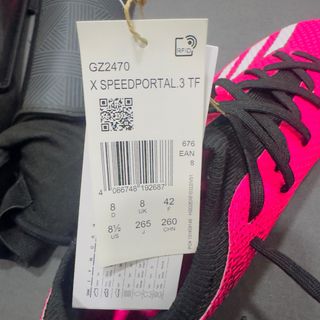 RFID
GZ2470
X SPEEDPORTAL.3 TF
676
EAN
8
4 066748 192687
8 8 42
D UK F
8½ 265 260
US J CHN